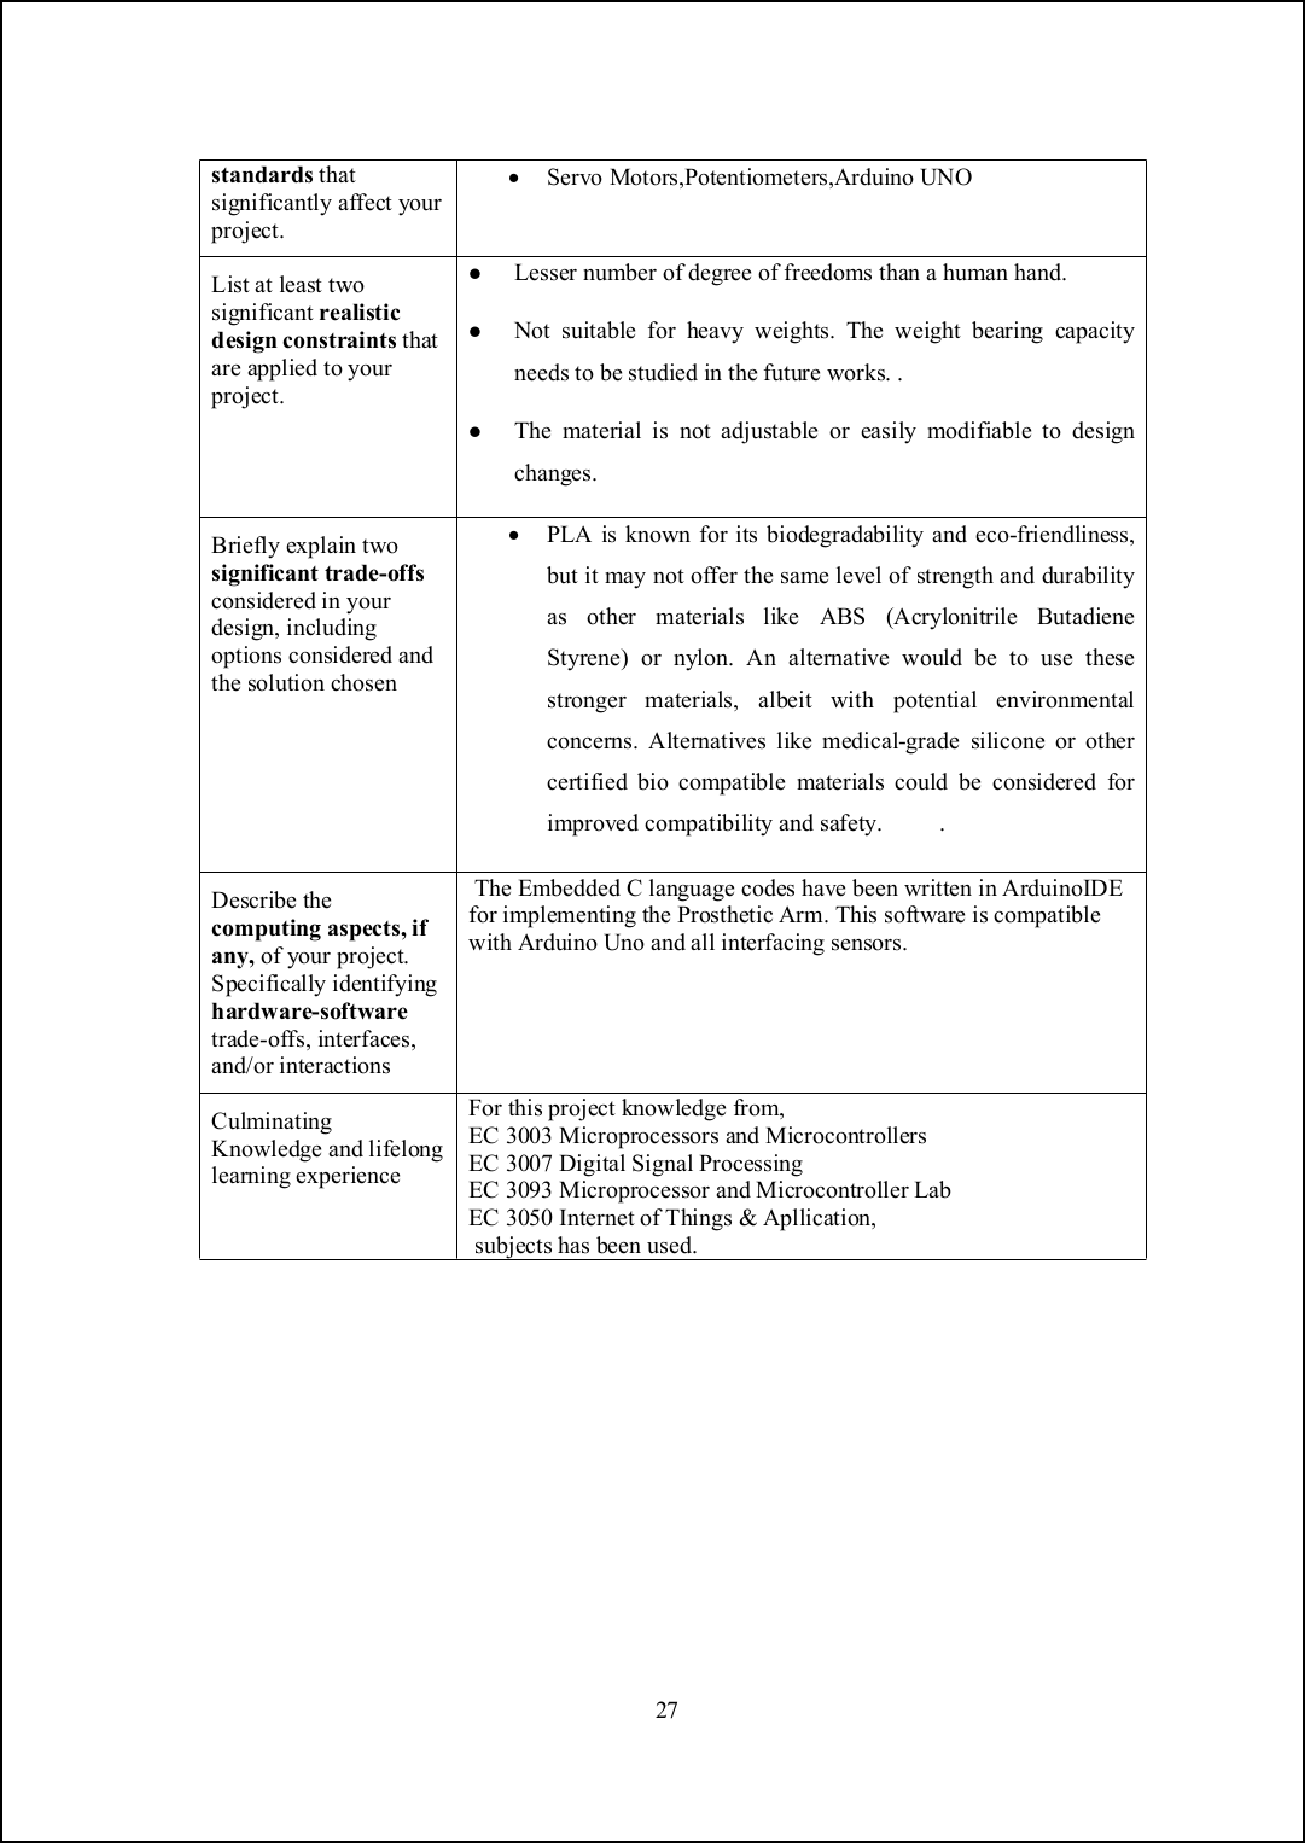 standards that
significantly affect your
project.
• Servo Motors,Potentiometers,Arduino UNO
List at least two
significant realistic
design constraints that
are applied to your
project.
● Lesser number of degree of freedoms than a human hand.
● Not suitable for heavy weights. The weight bearing capacity
needs to be studied in the future works. .
● The material is not adjustable or easily modifiable to design
changes.
Briefly explain two
significant trade-offs
considered in your
design, including
options considered and
the solution chosen
• PLA is known for its biodegradability and eco-friendliness,
but it may not offer the same level of strength and durability
as other materials like ABS (Acrylonitrile Butadiene
Styrene) or nylon. An alternative would be to use these
stronger materials, albeit with potential environmental
concerns. Alternatives like medical-grade silicone or other
certified bio compatible materials could be considered for
improved compatibility and safety. .
Describe the
computing aspects, if
any, of your project.
Specifically identifying
hardware-software
trade-offs, interfaces,
and/or interactions
The Embedded C language codes have been written in ArduinoIDE
for implementing the Prosthetic Arm. This software is compatible
with Arduino Uno and all interfacing sensors.
Culminating
Knowledge and lifelong
learning experience
For this project knowledge from,
EC 3003 Microprocessors and Microcontrollers
EC 3007 Digital Signal Processing
EC 3093 Microprocessor and Microcontroller Lab
EC 3050 Internet of Things & Apllication,
subjects has been used.
27